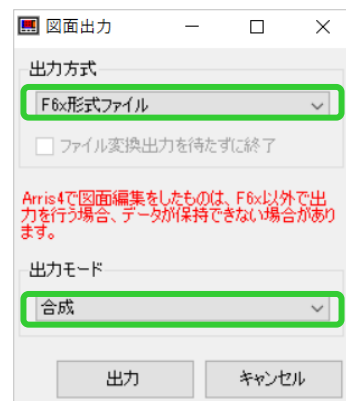 図面出力
出力方式
F6x形式ファイル
ファイル変換出力を待たずに終了
Arris4で図面編集をしたものは、F6x以外で出
力を行う場合、データが保持できない場合があり
ます。
出力モード
合成
出力
キャンセル